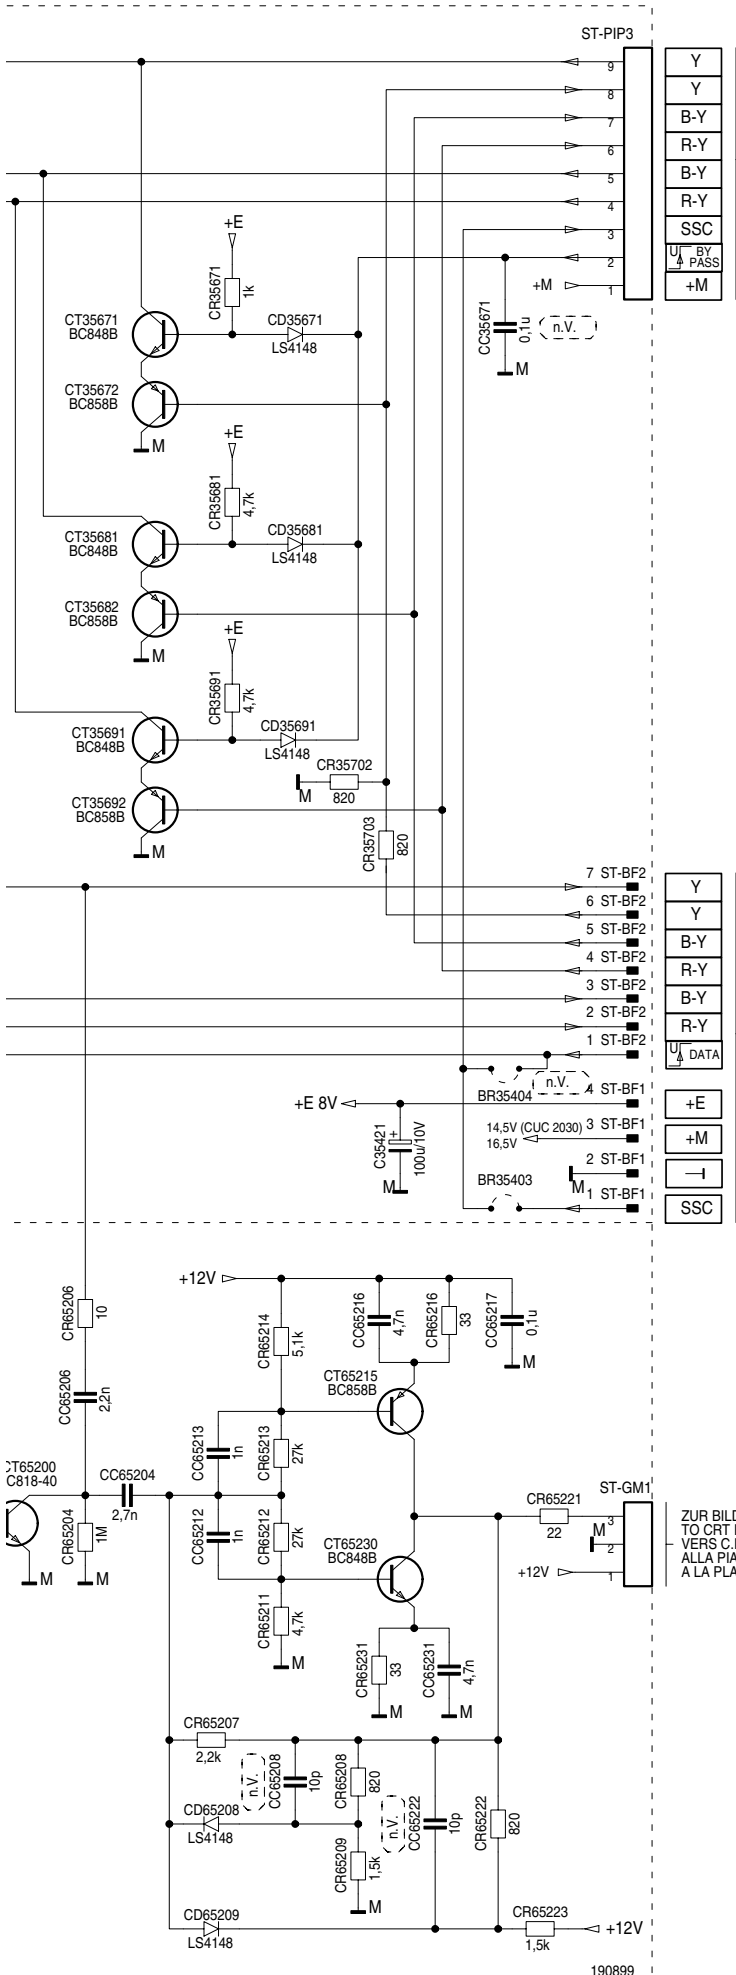 ST-PIP3
9 Y
8 Y
7 B-Y
6 R-Y
5 B-Y
4 R-Y
3 SSC
2 U BY PASS
+M 1 +M
+E
CR35671
1k
CT35671
BC848B
CD35671
LS4148
CC35671
0,1u
n.V.
M
CT35672
BC858B
M
+E
CR35681
4,7k
CT35681
BC848B
CD35681
LS4148
CT35682
BC858B
M
+E
CR35691
4,7k
CT35691
BC848B
CD35691
LS4148
CR35702
M
820
CT35692
BC858B
M
CR35703
820
7 ST-BF2 Y
6 ST-BF2 Y
5 ST-BF2 B-Y
4 ST-BF2 R-Y
3 ST-BF2 B-Y
2 ST-BF2 R-Y
1 ST-BF2 U DATA
n.V.
BR35404
+E 8V
4 ST-BF1 +E
14,5V (CUC 2030)
16,5V
3 ST-BF1 +M
C35421
+
100u/10V
M
2 ST-BF1
M
BR35403
1 ST-BF1 SSC
+12V
CR65206
10
CR65214
5,1k
CC65216
4,7n
CR65216
33
CC65217
0,1u
M
CC65206
2,2n
CT65215
BC858B
CC65213
1n
CR65213
27k
CT65200
C818-40
CC65204
2,7n
CR65204
1M
M
M
CC65212
1n
CR65212
27k
CT65230
BC848B
CR65221
22
ST-GM1
3
M 2
+12V 1
ZUR BILD
TO CRT
VERS C.
ALLA PIA
A LA PLA
CR65211
4,7k
M
CR65231
33
M
CC65231
4,7n
M
CR65207
2,2k
n.V.
CC65208
10p
CR65208
820
CD65208
LS4148
n.V.
CC65222
10p
CR65222
820
CR65209
1,5k
M
CD65209
LS4148
CR65223
1,5k
+12V
190899